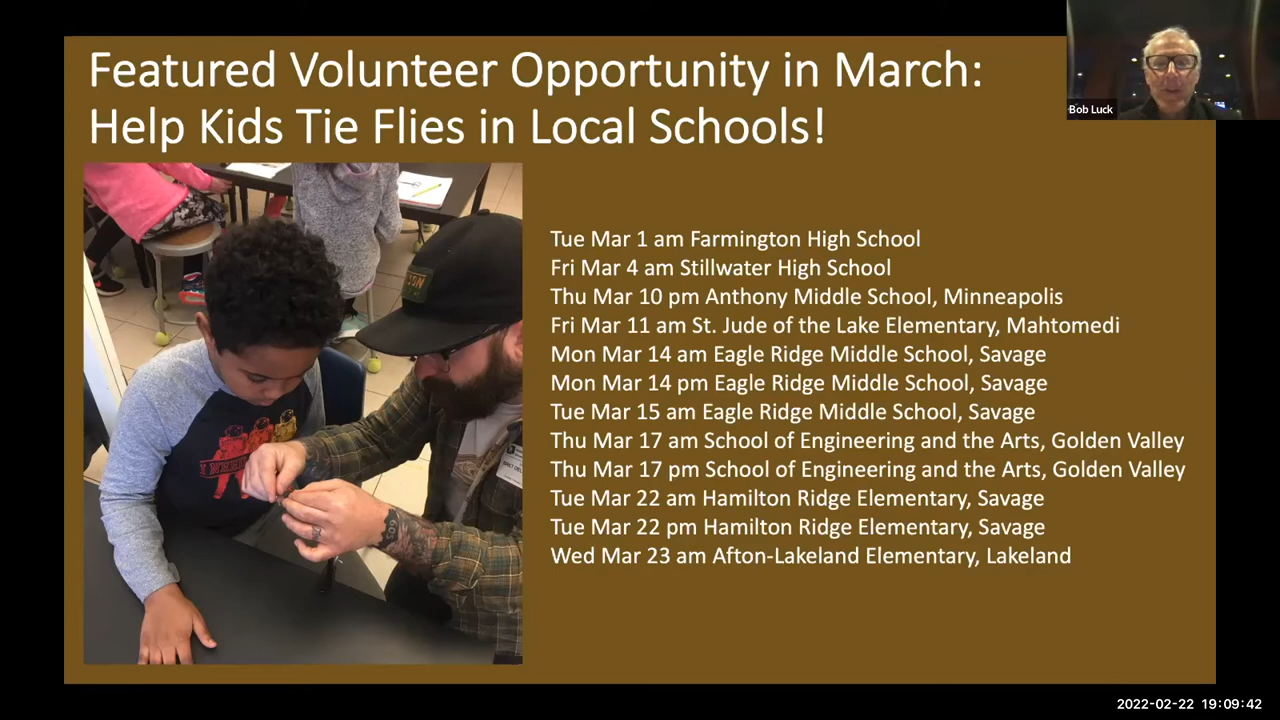 Featured Volunteer Opportunity in March:
Help Kids Tie Flies in Local Schools!
Bob Luck
Tue Mar 1 am Farmington High School
Fri Mar 4 am Stillwater High School
Thu Mar 10 pm Anthony Middle School, Minneapolis
Fri Mar 11 am St. Jude of the Lake Elementary, Mahtomedi
Mon Mar 14 am Eagle Ridge Middle School, Savage
Mon Mar 14 pm Eagle Ridge Middle School, Savage
Tue Mar 15 am Eagle Ridge Middle School, Savage
Thu Mar 17 am School of Engineering and the Arts, Golden Valley
Thu Mar 17 pm School of Engineering and the Arts, Golden Valley
Tue Mar 22 am Hamilton Ridge Elementary, Savage
Tue Mar 22 pm Hamilton Ridge Elementary, Savage
Wed Mar 23 am Afton-Lakeland Elementary, Lakeland
2022-02-22 19:09:42